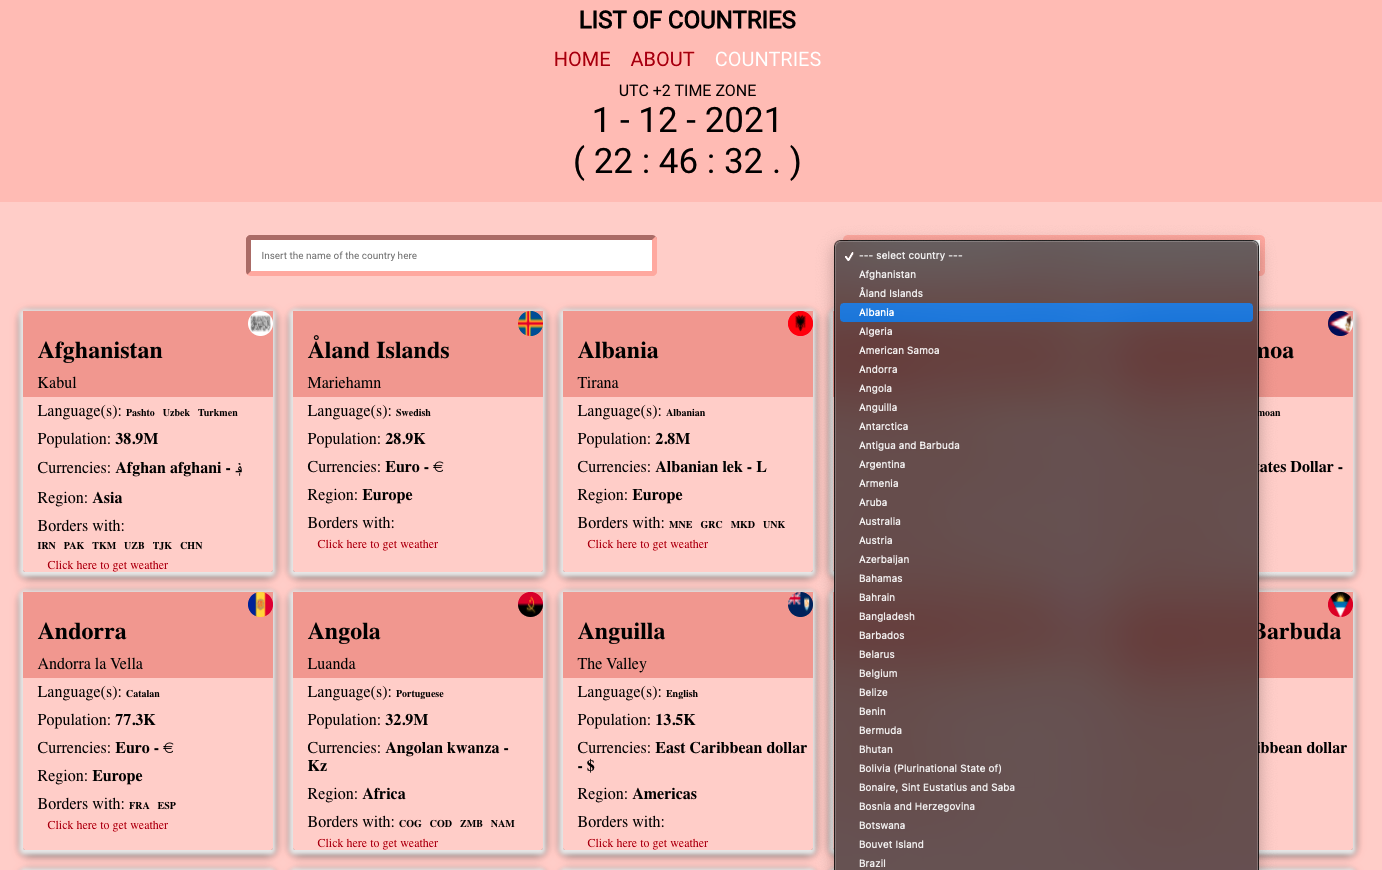 LIST OF COUNTRIES
HOME ABOUT COUNTRIES
UTC +2 TIME ZONE
1 - 12 - 2021
( 22 : 46 : 32 . )
Insert the name of the country here
Afghanistan
Kabul
Language(s): Pashto Uzbek Turkmen
Population: 38.9M
Currencies: Afghan afghani - ؋
Region: Asia
Borders with:
IRN PAK TKM UZB TJK CHN
Click here to get weather
Åland Islands
Mariehamn
Language(s): Swedish
Population: 28.9K
Currencies: Euro - €
Region: Europe
Borders with:
Click here to get weather
Albania
Tirana
Language(s): Albanian
Population: 2.8M
Currencies: Albanian lek - L
Region: Europe
Borders with: MNE GRC MKD UNK
Click here to get weather
moa
moan
ates Dollar -
Andorra
Andorra la Vella
Language(s): Catalan
Population: 77.3K
Currencies: Euro - €
Region: Europe
Borders with: FRA ESP
Click here to get weather
Angola
Luanda
Language(s): Portuguese
Population: 32.9M
Currencies: Angolan kwanza -
Kz
Region: Africa
Borders with: COG COD ZMB NAM
Click here to get weather
Anguilla
The Valley
Language(s): English
Population: 13.5K
Currencies: East Caribbean dollar
- $
Region: Americas
Borders with:
Click here to get weather
Barbuda
ibbean dollar
✓ --- select country ---
Afghanistan
Åland Islands
Albania
Algeria
American Samoa
Andorra
Angola
Anguilla
Antarctica
Antigua and Barbuda
Argentina
Armenia
Aruba
Australia
Austria
Azerbaijan
Bahamas
Bahrain
Bangladesh
Barbados
Belarus
Belgium
Belize
Benin
Bermuda
Bhutan
Bolivia (Plurinational State of)
Bonaire, Sint Eustatius and Saba
Bosnia and Herzegovina
Botswana
Bouvet Island
Brazil